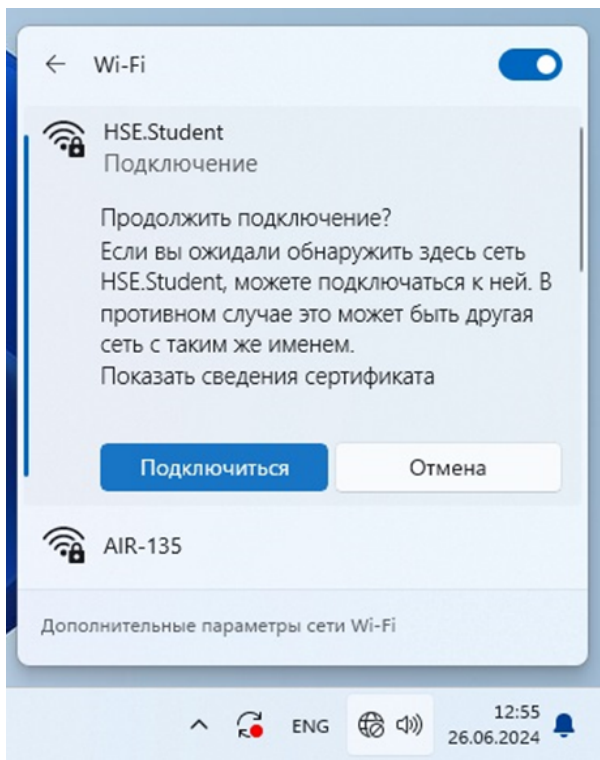 Wi-Fi
HSE.Student
Подключение
Продолжить подключение?
Если вы ожидали обнаружить здесь сеть
HSE.Student, можете подключаться к ней. В
противном случае это может быть другая
сеть с таким же именем.
Показать сведения сертификата
Подключиться
Отмена
AIR-135
Дополнительные параметры сети Wi-Fi
ENG
12:55
26.06.2024